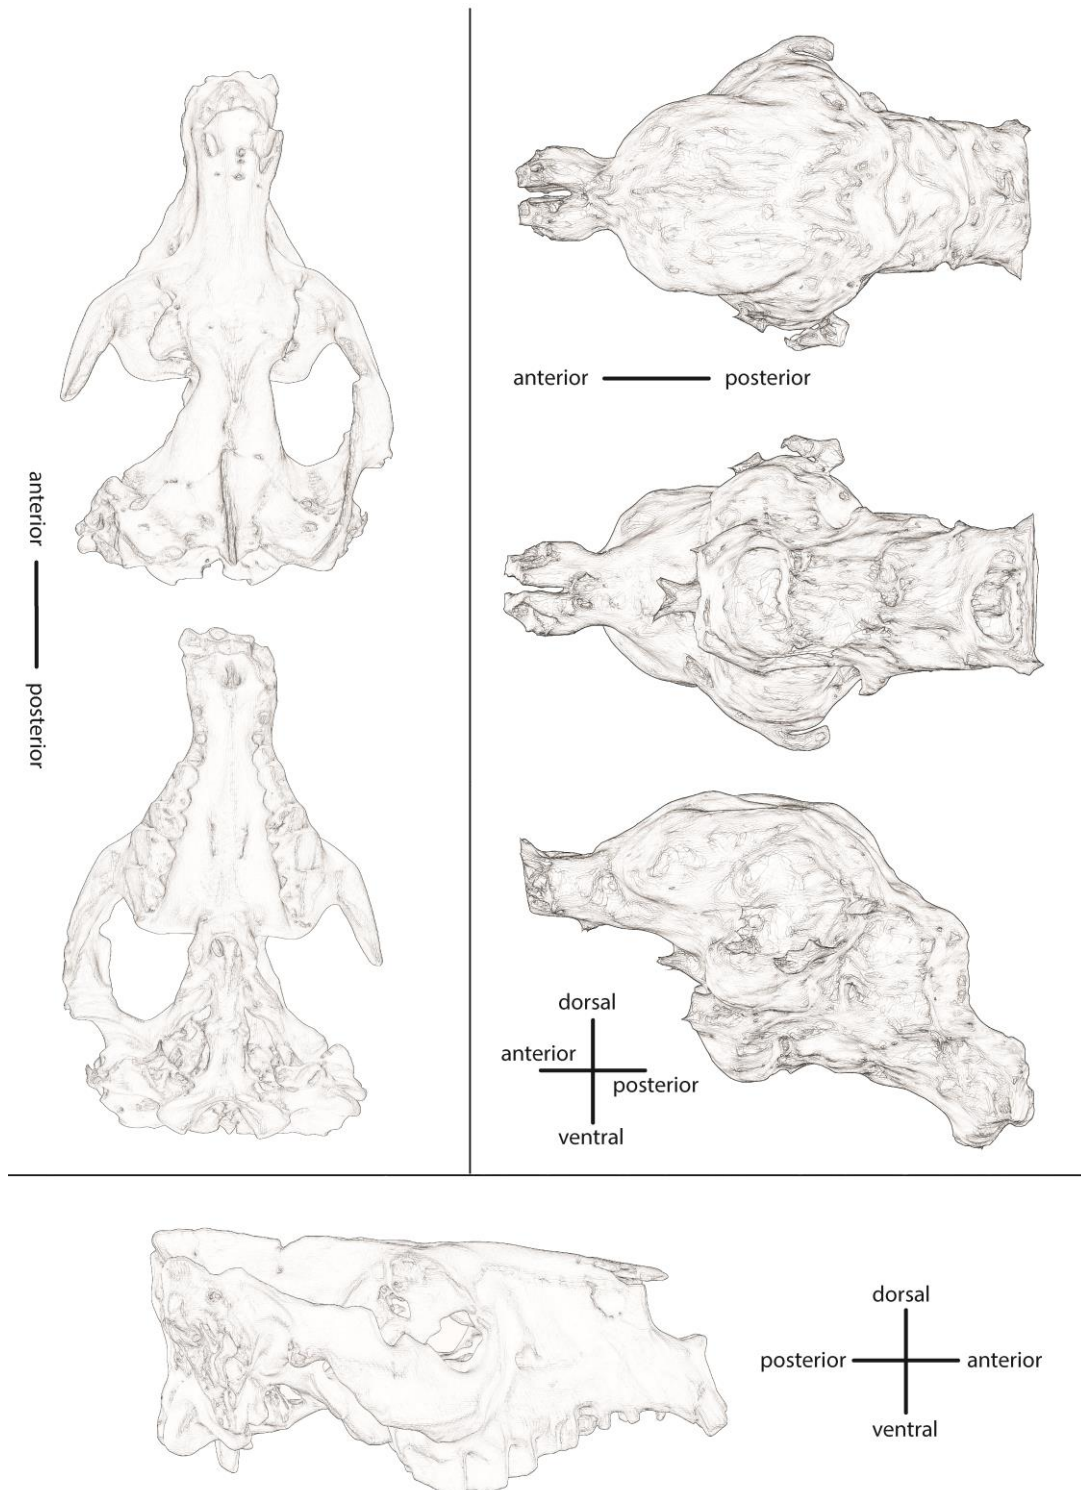 anterior
posterior
anterior posterior
dorsal
anterior
posterior
ventral
dorsal
posterior anterior
ventral